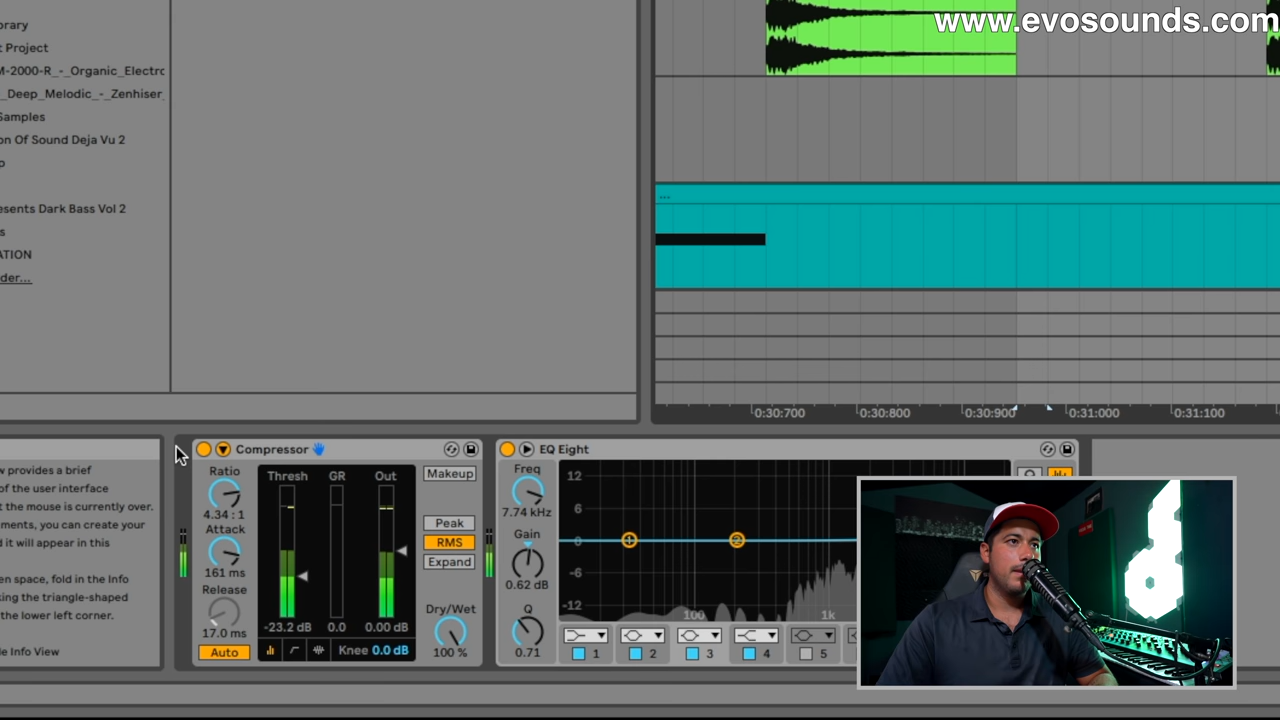 www.evosounds.com
orary
t Project
M-2000-R_-_Organic_Electro
_Deep_Melodic_-_Zenhiser_
Samples
on Of Sound Deja Vu 2
p
esents Dark Bass Vol 2
s
ATION
der...
...
0:30:700
0:30:800
0:30:900
0:31:000
0:31:100
w provides a brief
of the user interface
t the mouse is currently over.
ments, you can create your
d it will appear in this
en space, fold in the Info
king the triangle-shaped
the lower left corner.
le Info View
Compressor
Ratio
4.34 : 1
Attack
161 ms
Release
17.0 ms
Auto
Thresh GR Out
-23.2 dB 0.0 0.00 dB
Knee 0.0 dB
Makeup
Peak
RMS
Expand
Dry/Wet
100 %
EQ Eight
Freq
7.74 kHz
Gain
0.62 dB
Q
0.71
12
6
0
-6
-12
1
2
100
1k
1 2 3 4 5